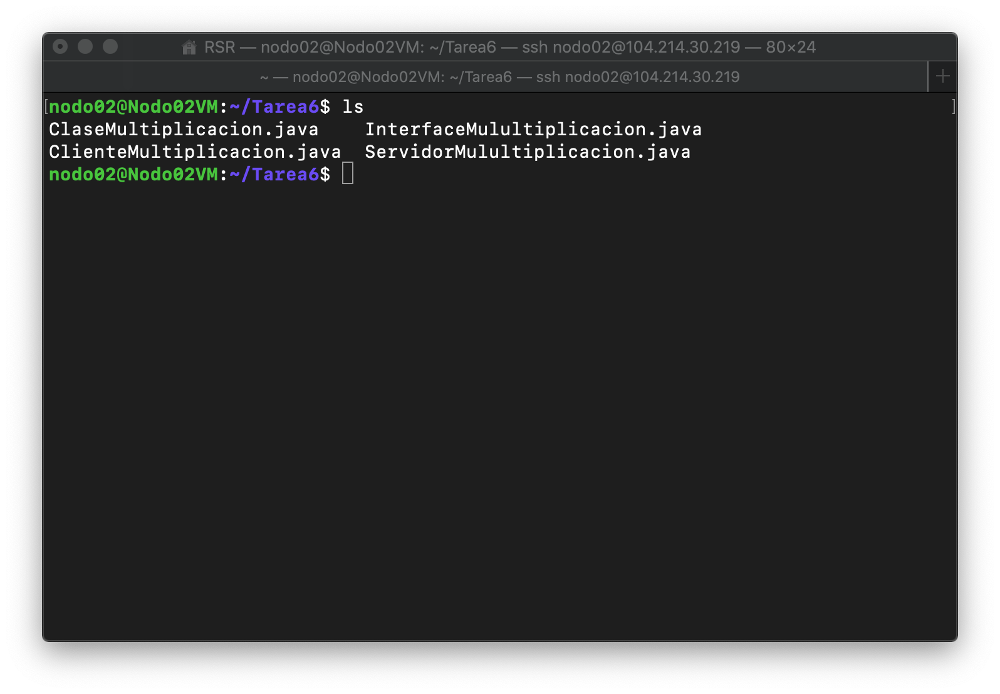 RSR — nodo02@Nodo02VM: ~/Tarea6 — ssh nodo02@104.214.30.219 — 80×24
~ — nodo02@Nodo02VM: ~/Tarea6 — ssh nodo02@104.214.30.219
[nodo02@Nodo02VM:~/Tarea6$ ls ]
ClaseMultiplicacion.java    InterfaceMulultiplicacion.java
ClienteMultiplicacion.java  ServidorMulultiplicacion.java
nodo02@Nodo02VM:~/Tarea6$